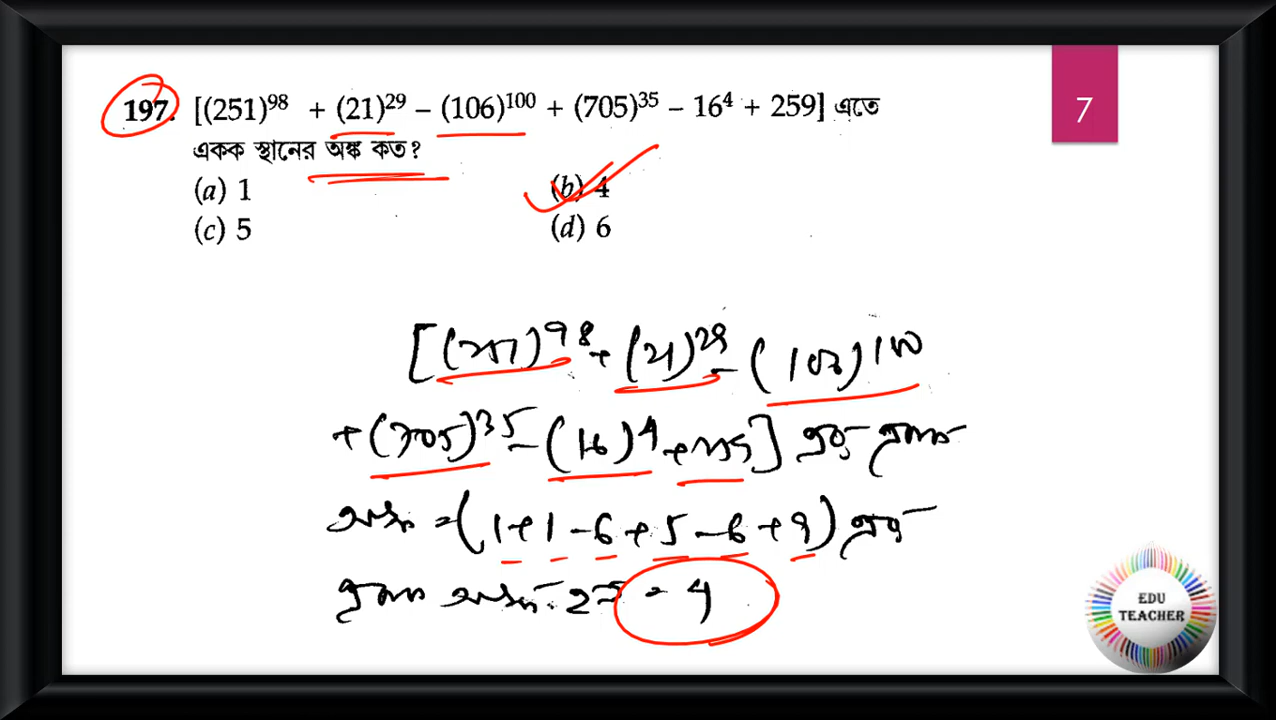 197. [(251)⁹⁸ + (21)²⁹ − (106)¹⁰⁰ + (705)³⁵ − 16⁴ + 259] এতে
একক স্থানের অঙ্ক কত?
(a) 1 (b) 4
(c) 5 (d) 6
7
[(251)⁹⁸ + (21)²⁹ − (106)¹⁰⁰
+ (705)³⁵ − (16)⁴ + 259] এর একক
অঙ্ক = (1 + 1 − 6 + 5 − 6 + 9) এর
একক অঙ্ক = 4
EDU
TEACHER